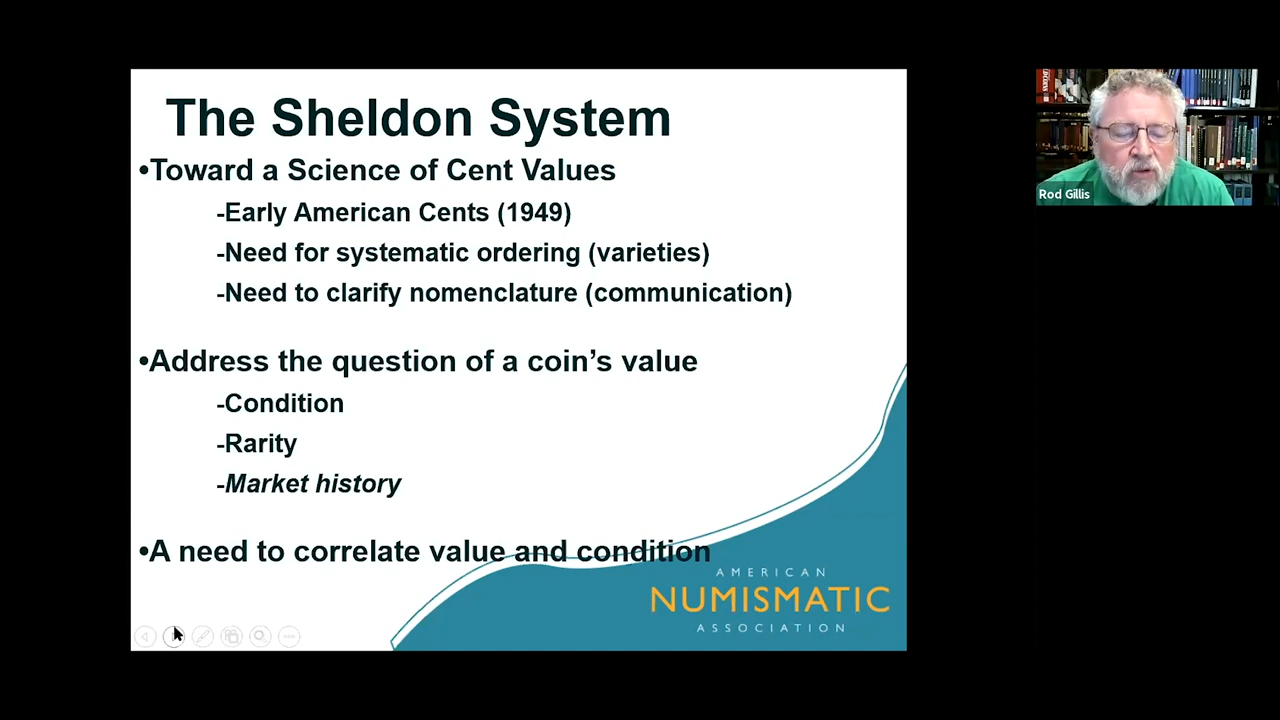 The Sheldon System
•Toward a Science of Cent Values
-Early American Cents (1949)
-Need for systematic ordering (varieties)
-Need to clarify nomenclature (communication)
•Address the question of a coin’s value
-Condition
-Rarity
-Market history
•A need to correlate value and condition
AMERICAN
NUMISMATIC
ASSOCIATION
Rod Gillis